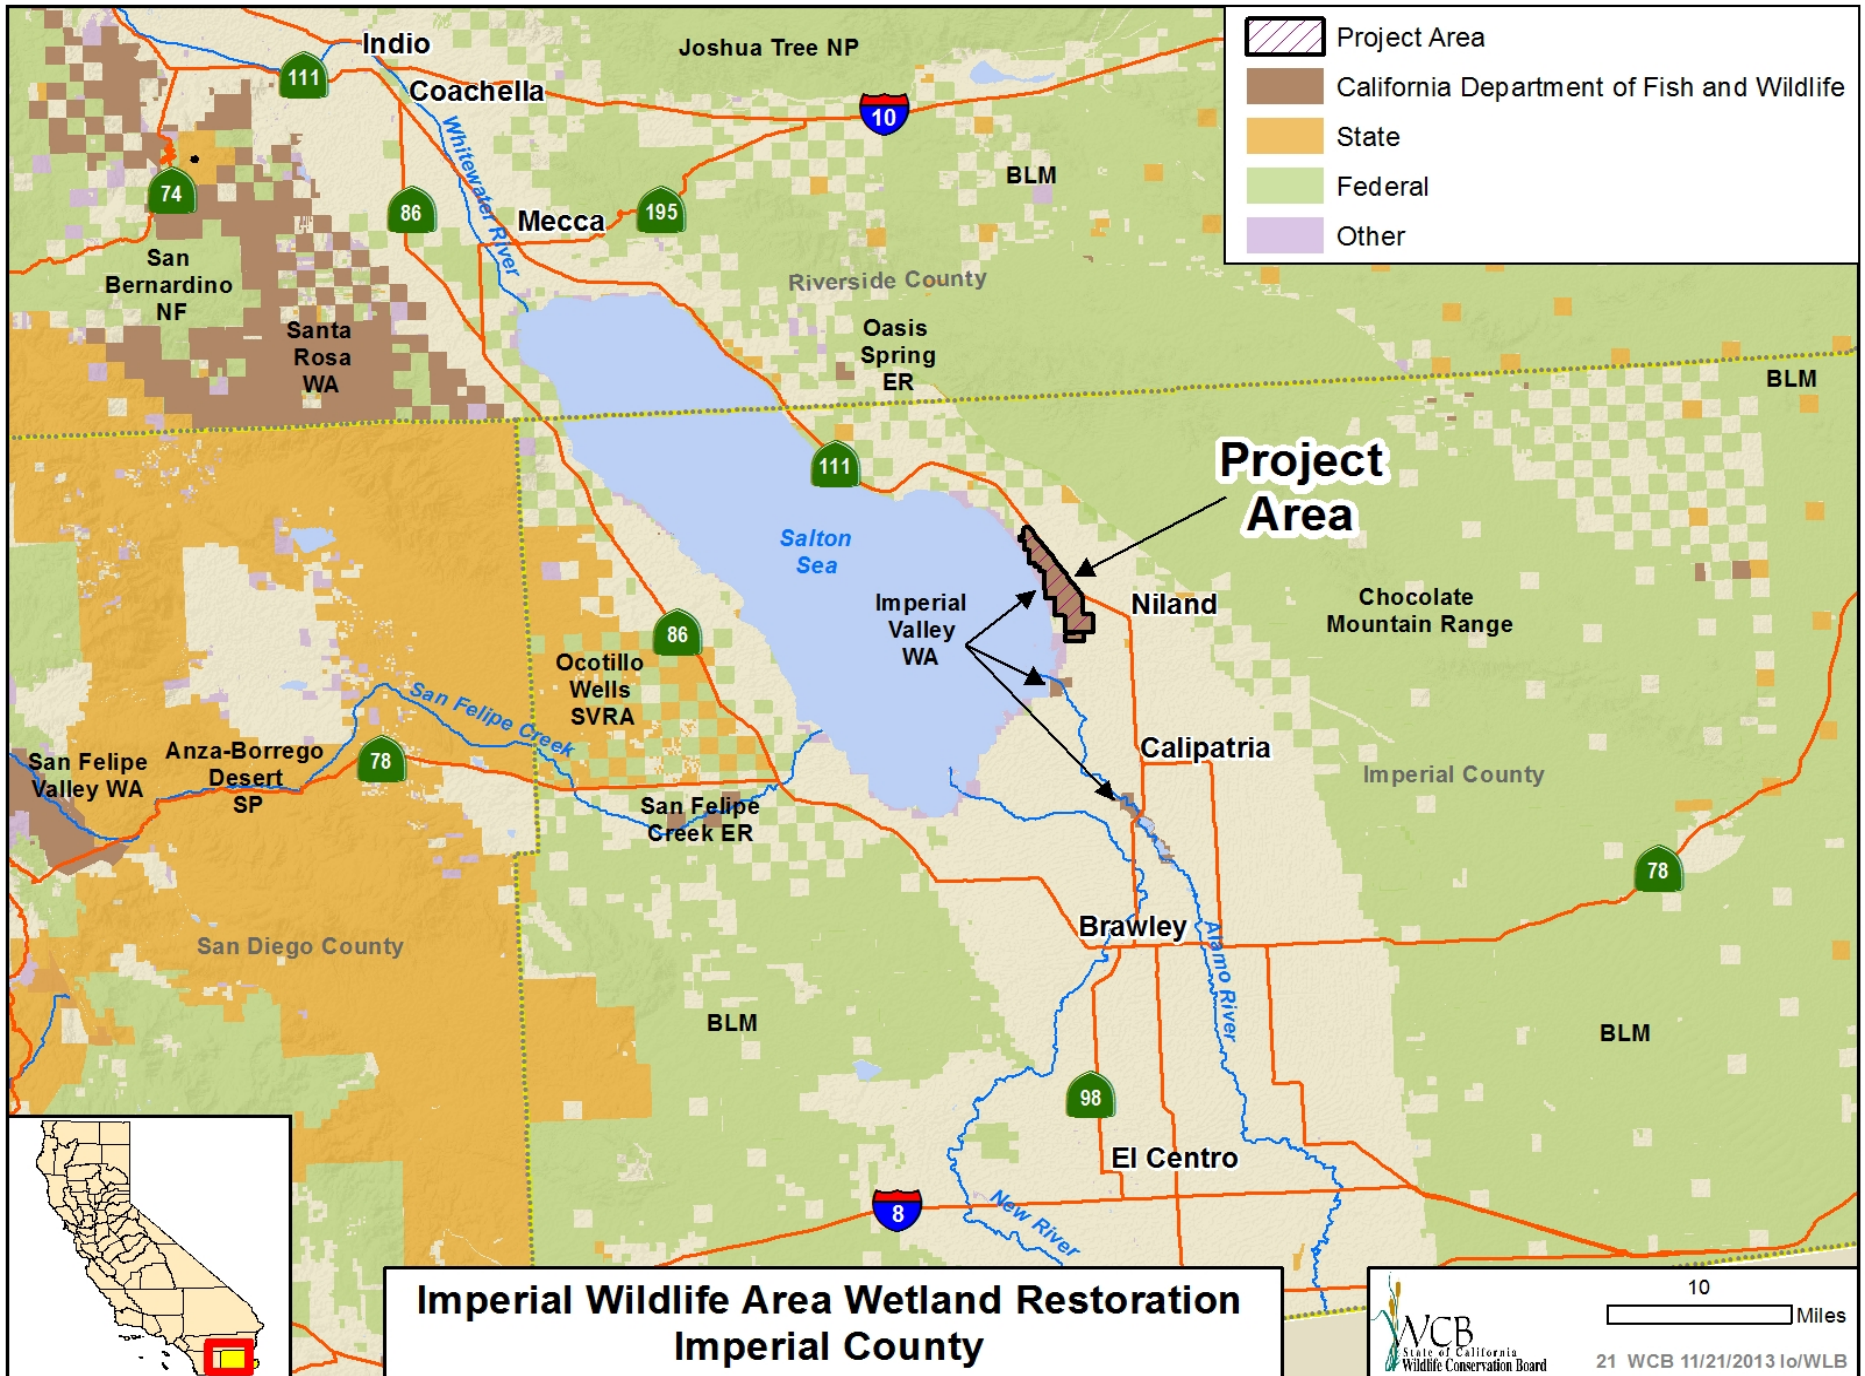 Indio
Joshua Tree NP
111
Coachella
10
Whitewater River
BLM
74
86
Mecca
195
San
Bernardino
NF
Riverside County
Santa
Rosa
WA
Oasis
Spring
ER
BLM
Project Area
California Department of Fish and Wildlife
State
Federal
Other
111
Project
Area
Salton
Sea
Imperial
Valley
WA
Niland
Chocolate
Mountain Range
86
Ocotillo
Wells
SVRA
San Felipe Creek
San Felipe
Valley WA
Anza-Borrego
Desert
SP
78
Calipatria
Imperial County
San Felipe
Creek ER
78
Brawley
Alamo River
San Diego County
BLM
BLM
98
El Centro
8
New River
Imperial Wildlife Area Wetland Restoration
Imperial County
10
Miles
WCB
State of California
Wildlife Conservation Board
21 WCB 11/21/2013 lo/WLB